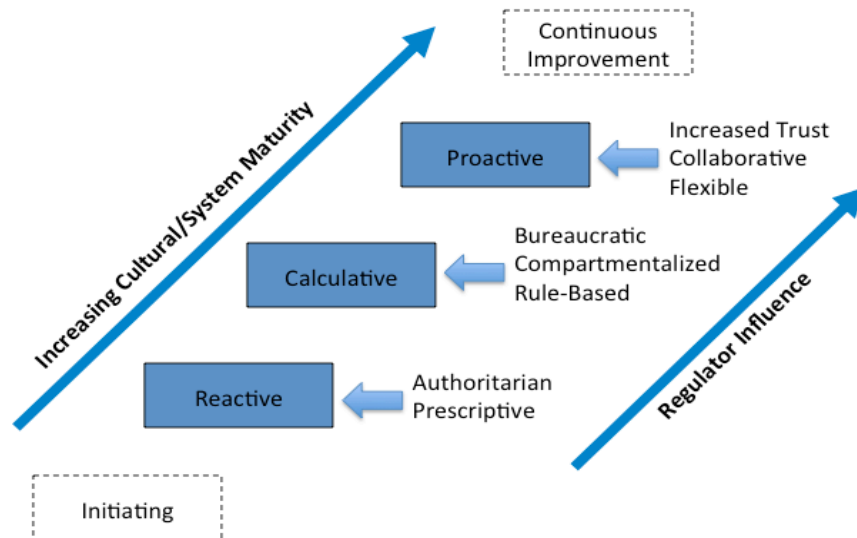 Continuous
Improvement
Increasing Cultural/System Maturity
Proactive
Increased Trust
Collaborative
Flexible
Calculative
Bureaucratic
Compartmentalized
Rule-Based
Regulator Influence
Reactive
Authoritarian
Prescriptive
Initiating